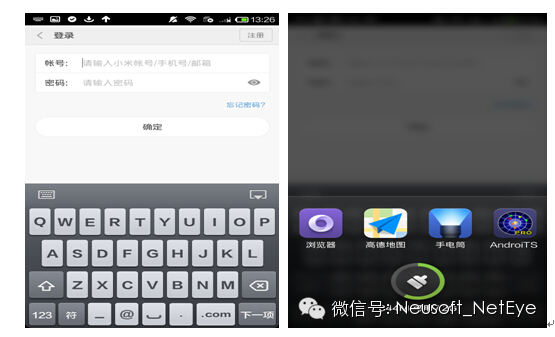 13:26
登录
注册
帐号: 请输入小米帐号/手机号/邮箱
密码: 请输入密码
忘记密码?
确定
Q W E R T Y U I O P
A S D F G H J K L
Z X C V B N M
123 符 _ @ . .com 下一项
浏览器 高德地图 手电筒 AndroiTS
PRO
微信号: Neusoft_NetEye